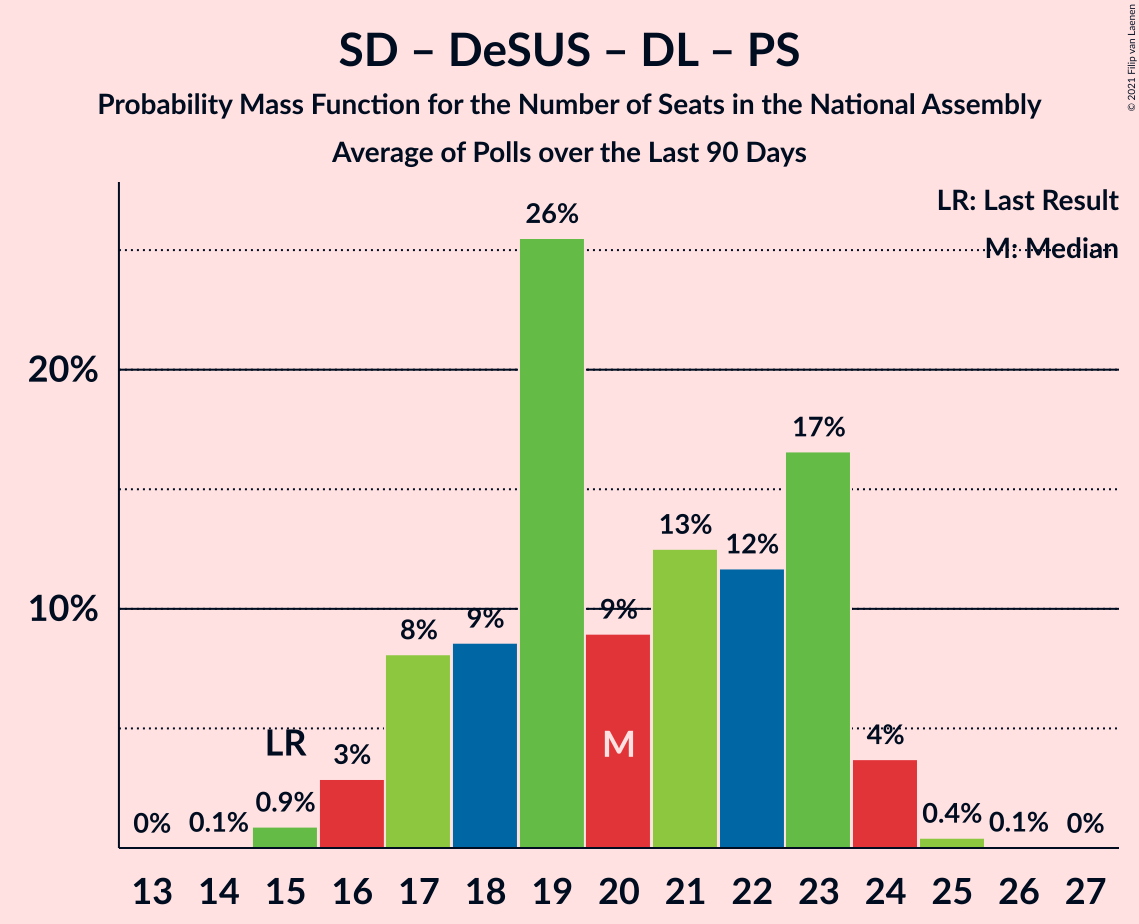 SD – DeSUS – DL – PS
Probability Mass Function for the Number of Seats in the National Assembly
Average of Polls over the Last 90 Days
© 2021 Filip van Laenen
LR: Last Result
M: Median
26%
20%
17%
13%
12%
10%
9%
9%
8%
LR
M
4%
3%
0.9%
0.4%
0% 0.1% 0.1% 0%
13 14 15 16 17 18 19 20 21 22 23 24 25 26 27